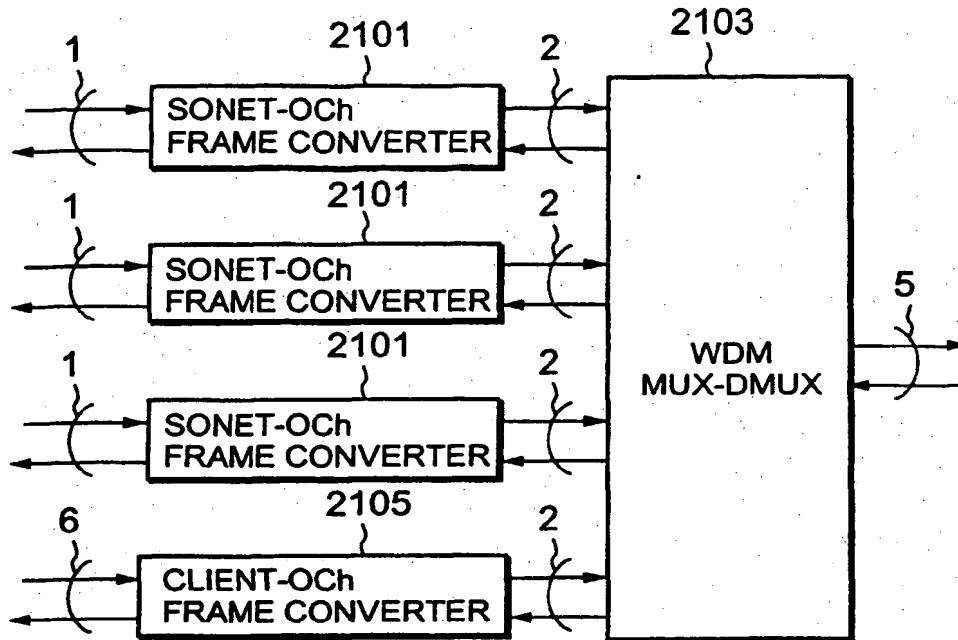 2103
1 2101 2
SONET-OCh
FRAME CONVERTER
2101
1 2
SONET-OCh
FRAME CONVERTER
5
2101
1 2
WDM
MUX-DMUX
SONET-OCh
FRAME CONVERTER
6 2105 2
CLIENT-OCh
FRAME CONVERTER